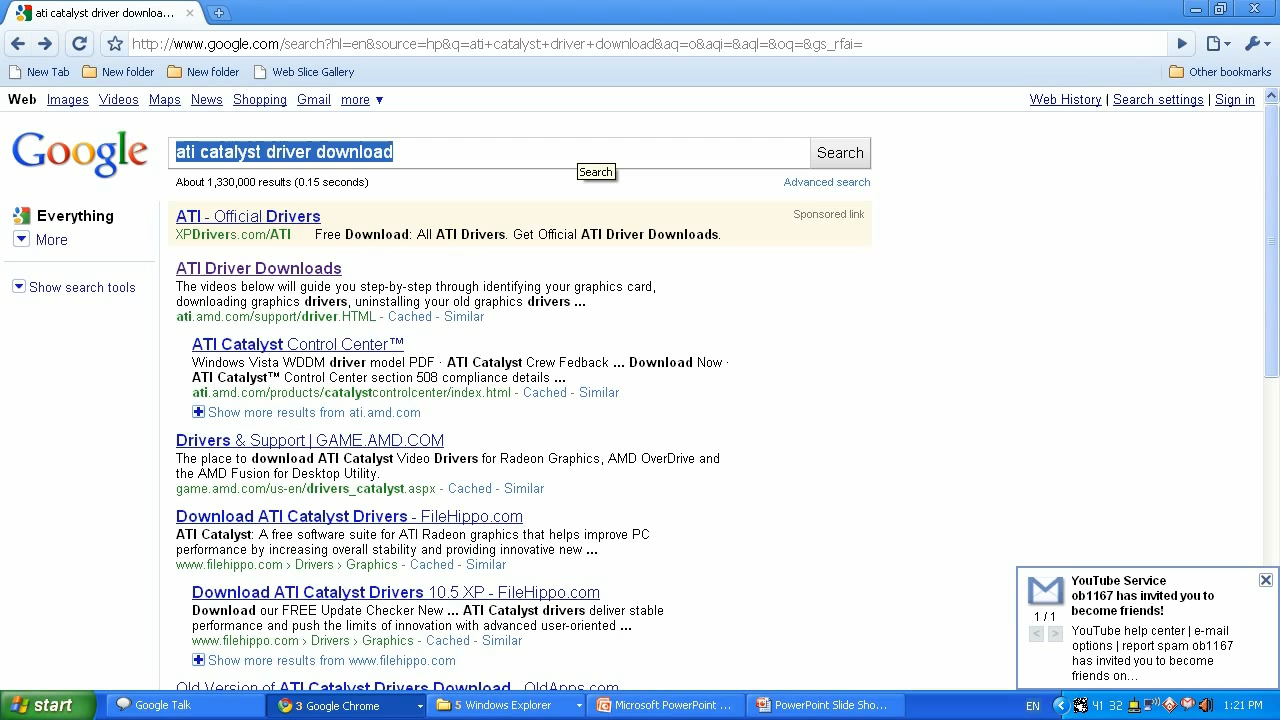 ati catalyst driver downloa...
http://www.google.com/search?hl=en&source=hp&q=ati+catalyst+driver+download&aq=o&aqi=&aql=&oq=&gs_rfai=
New Tab New folder New folder Web Slice Gallery Other bookmarks
Web Images Videos Maps News Shopping Gmail more ▼ Web History | Search settings | Sign in
Google
ati catalyst driver download Search
Search
About 1,330,000 results (0.15 seconds) Advanced search
Everything
More
Show search tools
ATI - Official Drivers Sponsored link
XPDrivers.com/ATI Free Download: All ATI Drivers. Get Official ATI Driver Downloads.
ATI Driver Downloads
The videos below will guide you step-by-step through identifying your graphics card,
downloading graphics drivers, uninstalling your old graphics drivers ...
ati.amd.com/support/driver.HTML - Cached - Similar
ATI Catalyst Control Center™
Windows Vista WDDM driver model PDF · ATI Catalyst Crew Fedback ... Download Now ·
ATI Catalyst™ Control Center section 508 compliance details ...
ati.amd.com/products/catalystcontrolcenter/index.html - Cached - Similar
Show more results from ati.amd.com
Drivers & Support | GAME.AMD.COM
The place to download ATI Catalyst Video Drivers for Radeon Graphics, AMD OverDrive and
the AMD Fusion for Desktop Utility.
game.amd.com/us-en/drivers_catalyst.aspx - Cached - Similar
Download ATI Catalyst Drivers - FileHippo.com
ATI Catalyst: A free software suite for ATI Radeon graphics that helps improve PC
performance by increasing overall stability and providing innovative new ...
www.filehippo.com › Drivers › Graphics - Cached - Similar
Download ATI Catalyst Drivers 10.5 XP - FileHippo.com
Download our FREE Update Checker New ... ATI Catalyst drivers deliver stable
performance and push the limits of innovation with advanced user-oriented ...
www.filehippo.com › Drivers › Graphics - Cached - Similar
Show more results from www.filehippo.com
Old Version of ATI Catalyst Drivers Download - OldApps.com
YouTube Service
ob1167 has invited you to
become friends!
1 / 1
YouTube help center | e-mail
options | report spam ob1167
has invited you to become
friends on...
start Google Talk 3 Google Chrome 5 Windows Explorer Microsoft PowerPoint ... PowerPoint Slide Sho... EN 41 32 1:21 PM